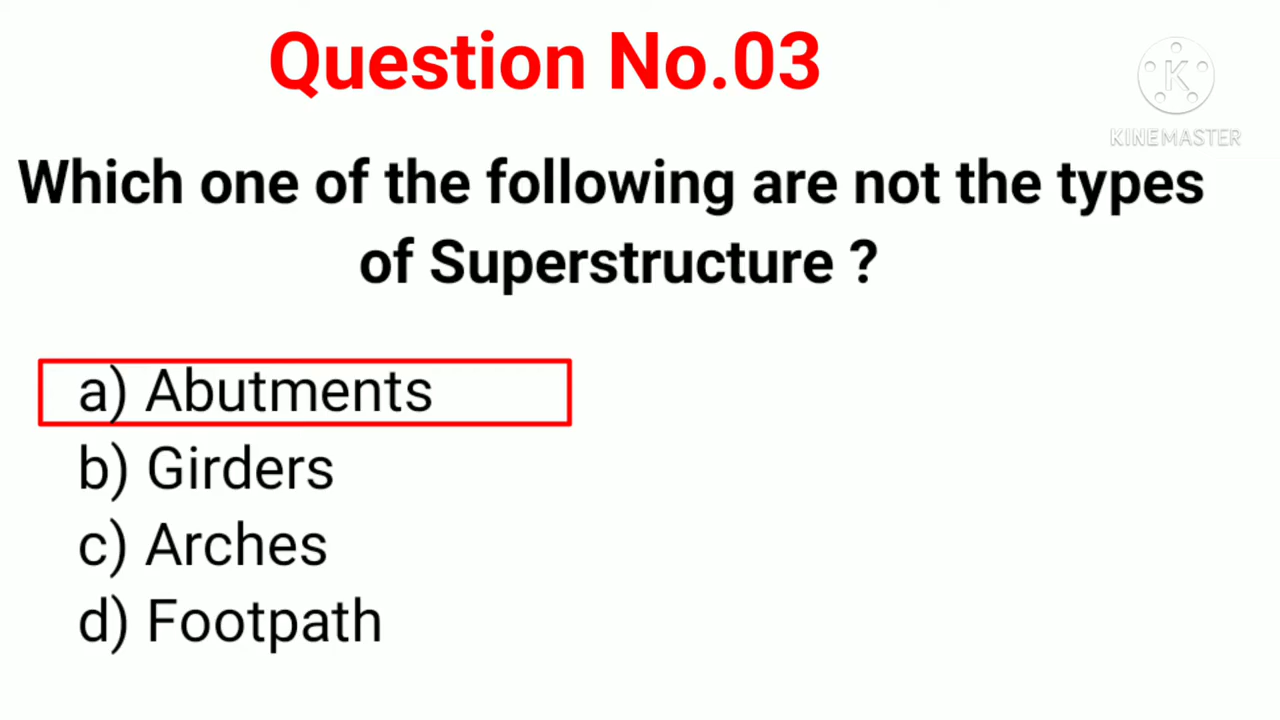 Question No.03
K
KINEMASTER
Which one of the following are not the types
of Superstructure ?
a) Abutments
b) Girders
c) Arches
d) Footpath